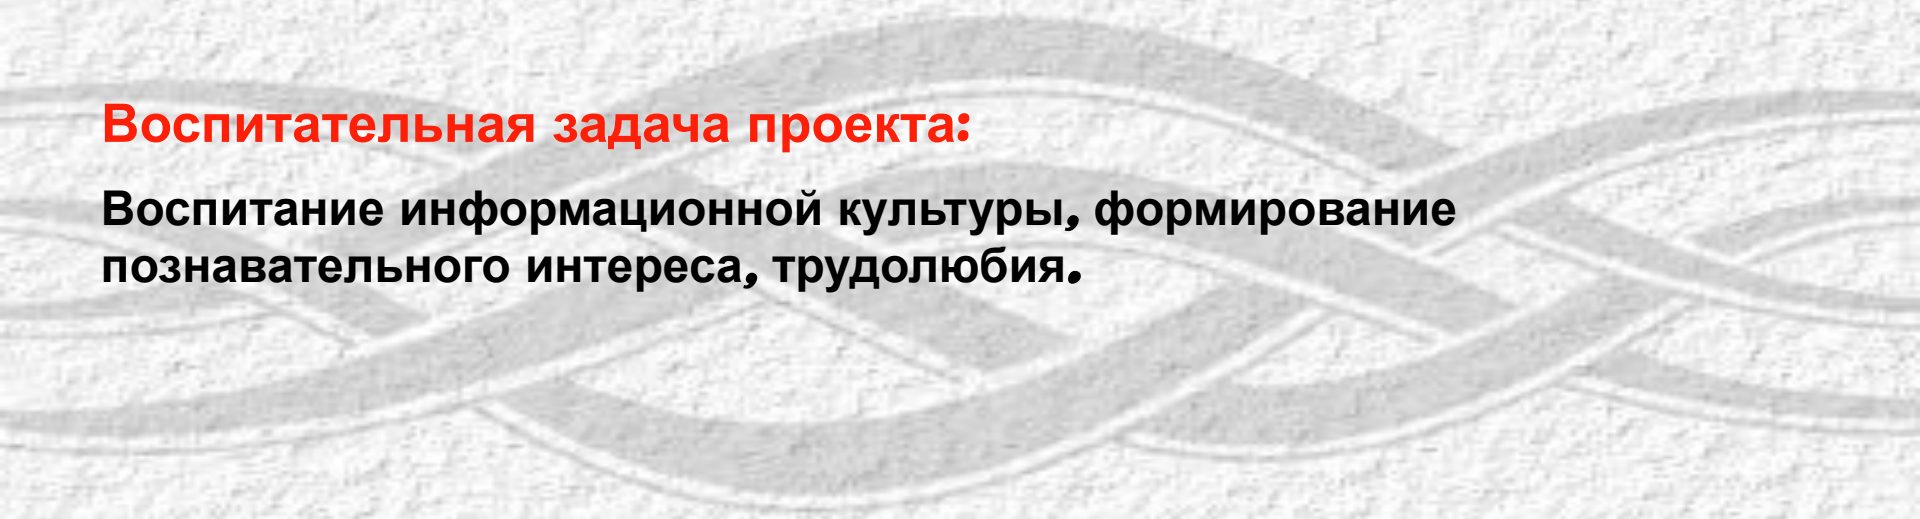 Воспитательная задача проекта:
Воспитание информационной культуры, формирование
познавательного интереса, трудолюбия.